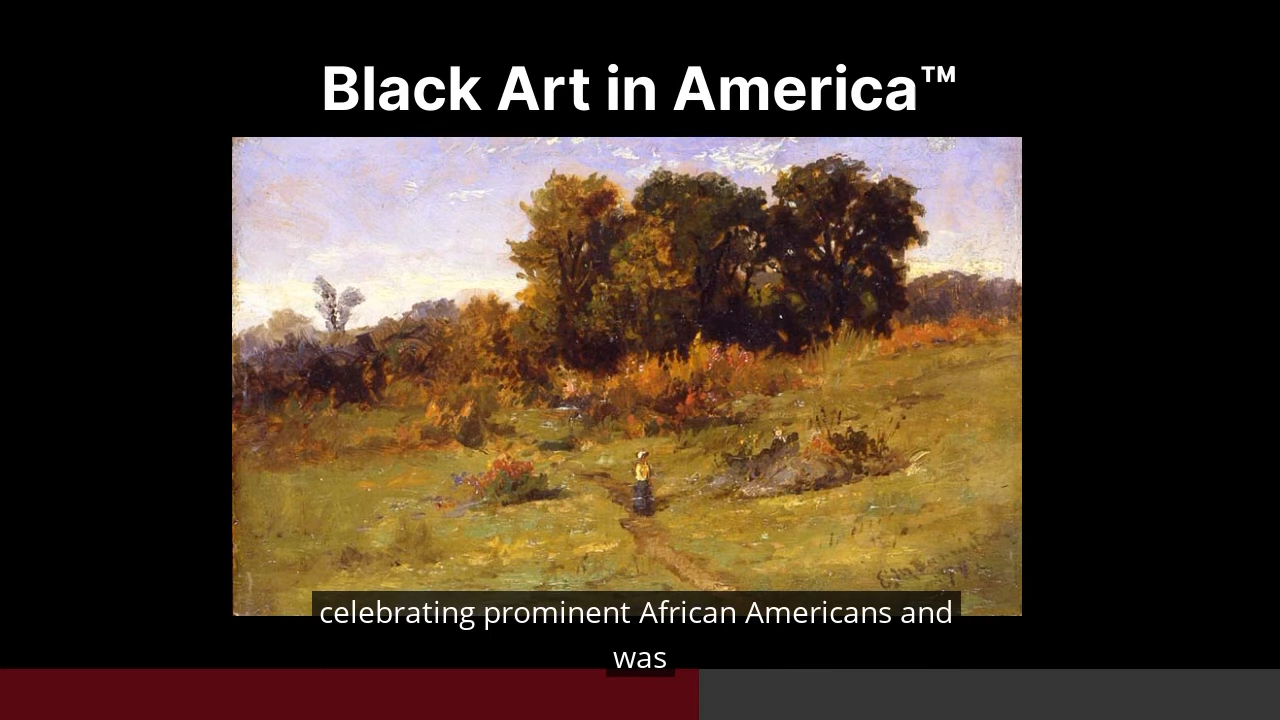 Black Art in America™
celebrating prominent African Americans and
was